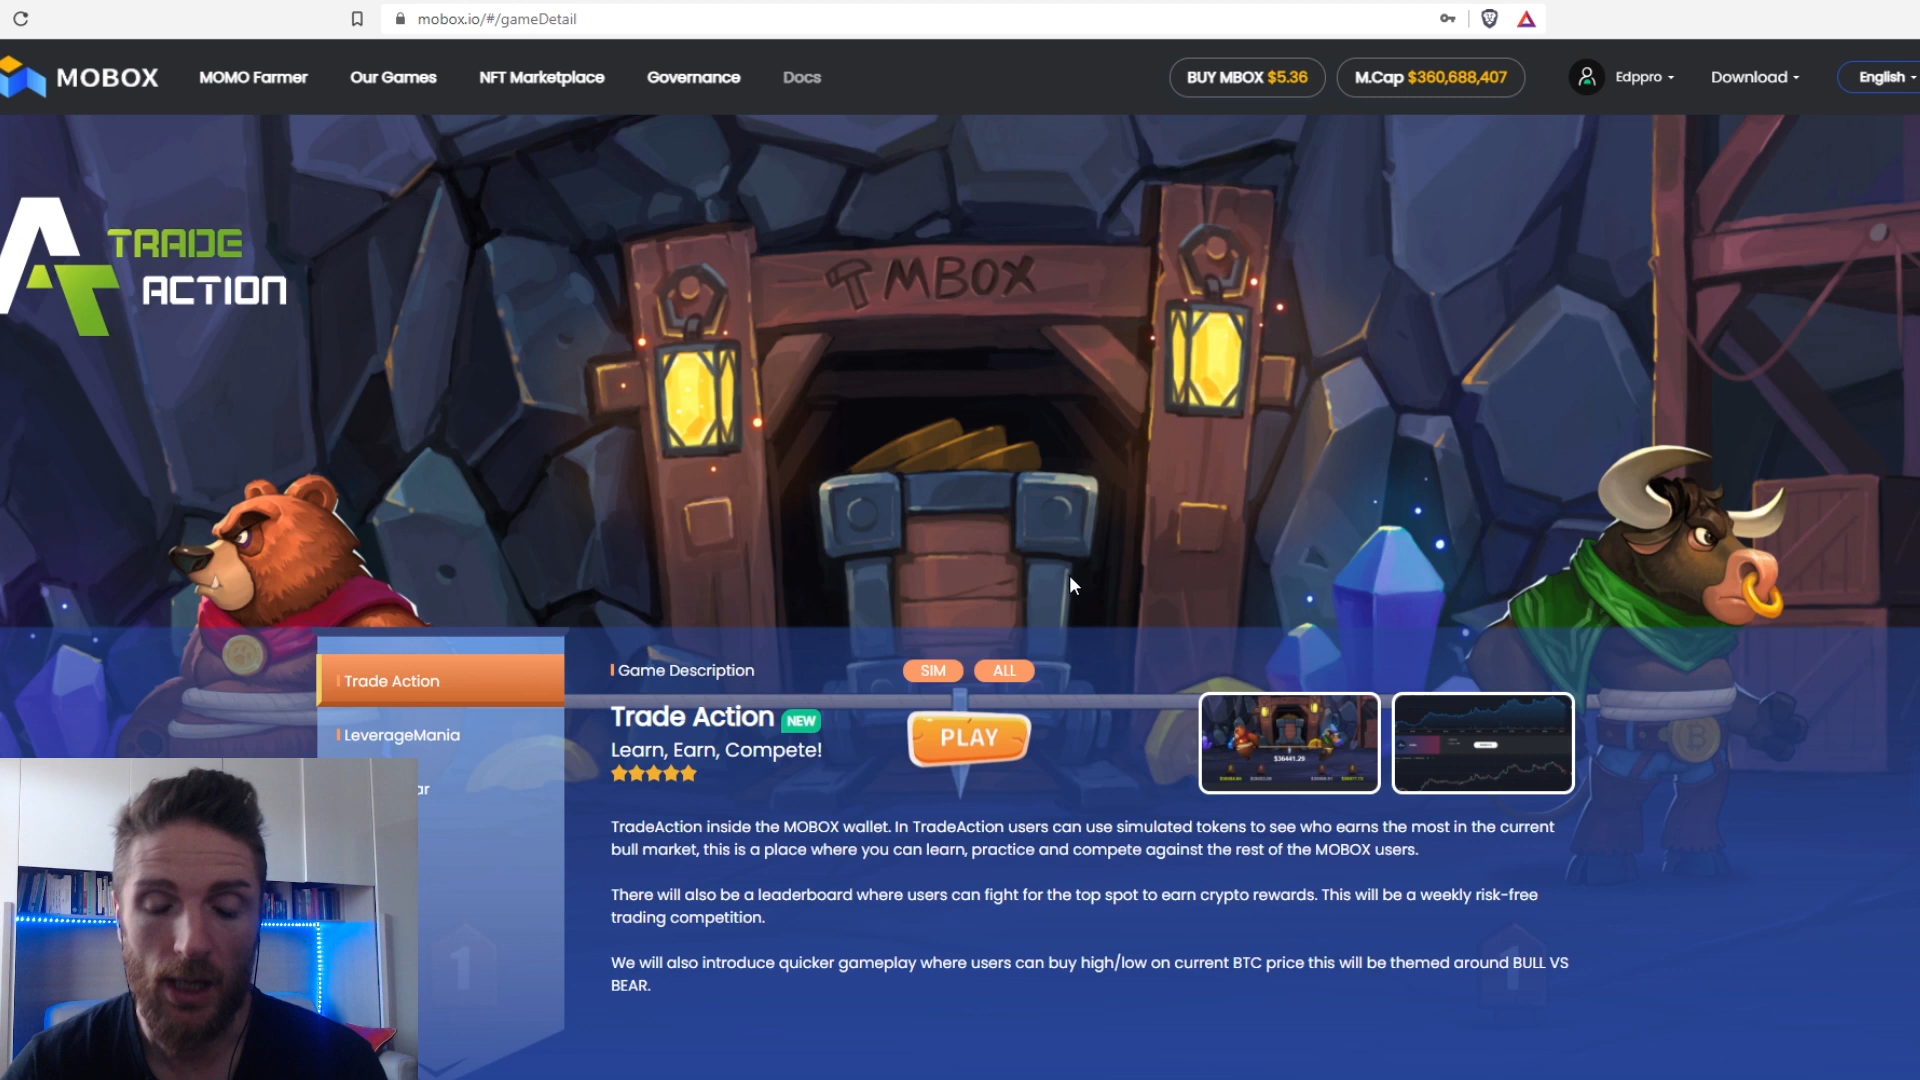 mobox.io/#/gameDetail
MOBOX
MOMO Farmer
Our Games
NFT Marketplace
Governance
Docs
BUY MBOX $5.36
M.Cap $360,688,407
Edppro
Download
English
TRADE
ACTION
MBOX
Trade Action
LeverageMania
ar
Game Description
SIM
ALL
Trade Action NEW
Learn, Earn, Compete!
PLAY
$36441.29
TradeAction inside the MOBOX wallet. In TradeAction users can use simulated tokens to see who earns the most in the current
bull market, this is a place where you can learn, practice and compete against the rest of the MOBOX users.
There will also be a leaderboard where users can fight for the top spot to earn crypto rewards. This will be a weekly risk-free
trading competition.
We will also introduce quicker gameplay where users can buy high/low on current BTC price this will be themed around BULL VS
BEAR.
1
1